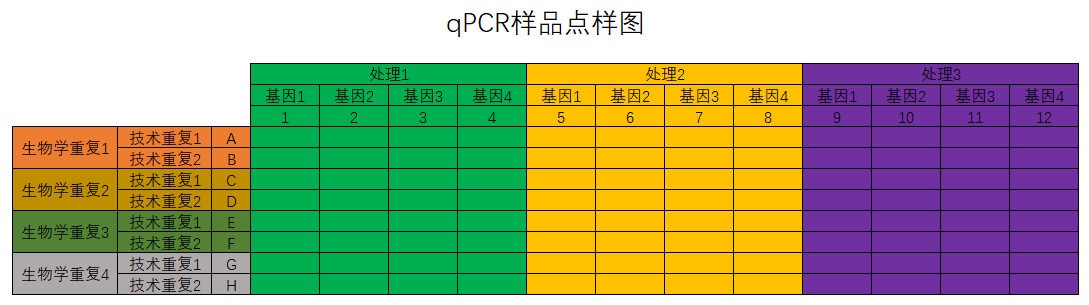 qPCR样品点样图
处理1 处理2 处理3
基因1 基因2 基因3 基因4 基因1 基因2 基因3 基因4 基因1 基因2 基因3 基因4
1 2 3 4 5 6 7 8 9 10 11 12
生物学重复1 技术重复1 A
技术重复2 B
生物学重复2 技术重复1 C
技术重复2 D
生物学重复3 技术重复1 E
技术重复2 F
生物学重复4 技术重复1 G
技术重复2 H